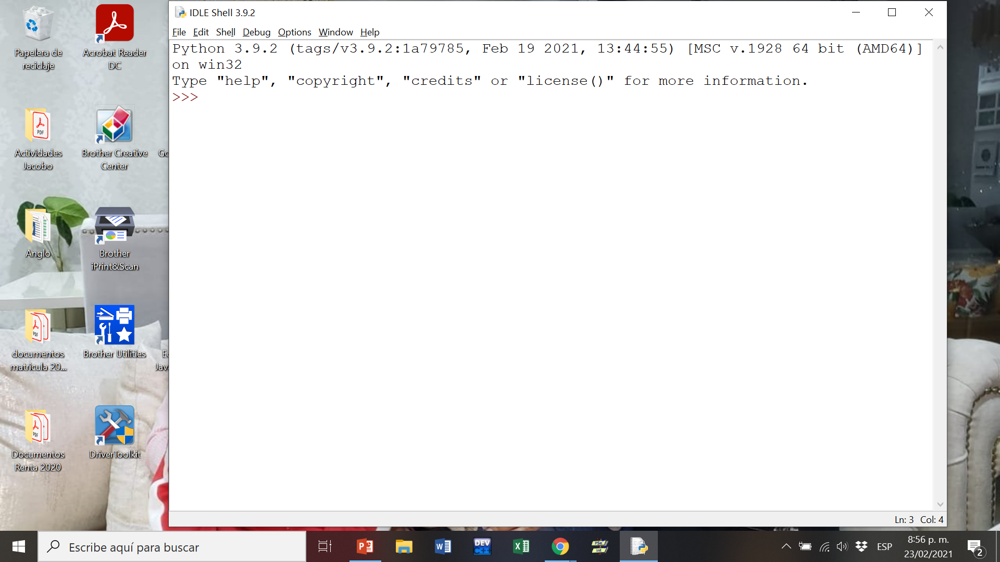 Papelera de
reciclaje
Acrobat Reader
DC
Actividades
Jacobo
Brother Creative
Center
Gc
Anglo
Brother
iPrint&Scan
documentos
matricula 20...
Brother Utilities
Jav
Documentos
Renta 2020
DriverToolkit
IDLE Shell 3.9.2
File Edit Shell Debug Options Window Help
Python 3.9.2 (tags/v3.9.2:1a79785, Feb 19 2021, 13:44:55) [MSC v.1928 64 bit (AMD64)]
on win32
Type "help", "copyright", "credits" or "license()" for more information.
>>>
Ln: 3 Col: 4
Escribe aquí para buscar
DEV
C++
PSe
Int
ESP
8:56 p. m.
23/02/2021
2